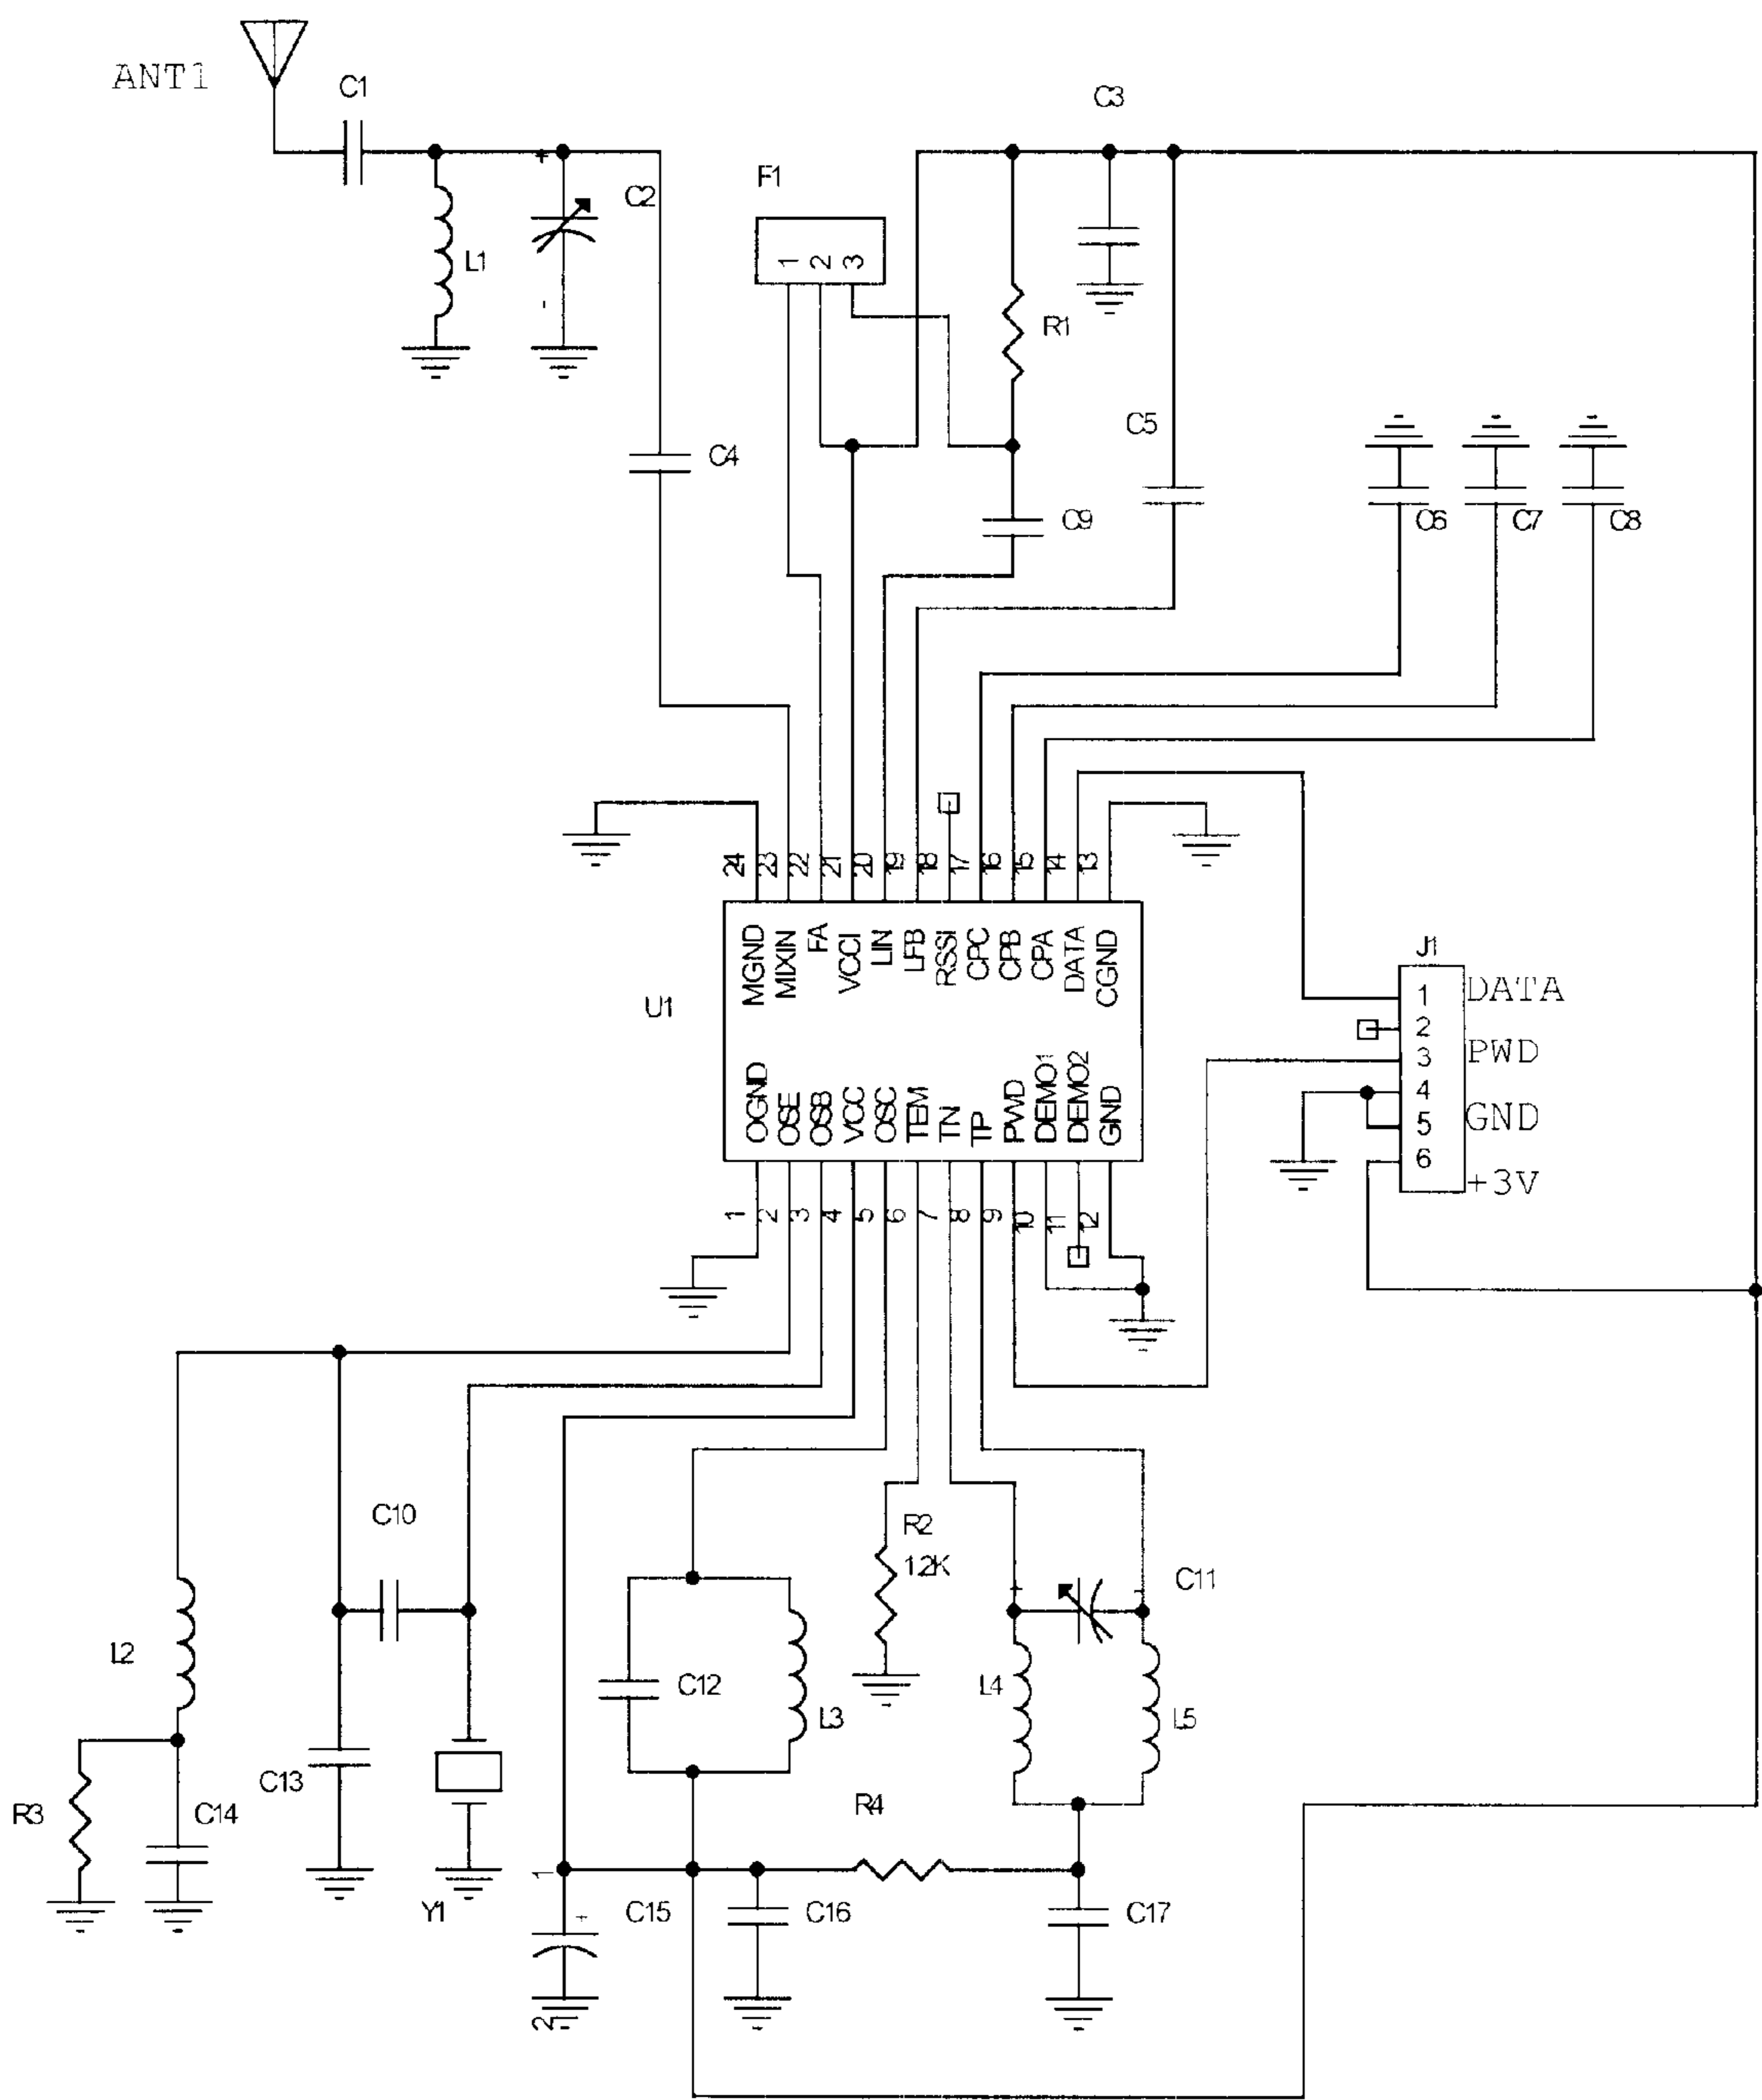 ANT1
C1
C3
F1
C2
1 2 3
L1
R1
C5
C4
C9
C6
C7
C8
24 23 22 21 20 19 18 17 16 15 14 13
MGND MIXIN FA VCCI LIN LFB RSSI CPC CPB CPA DATA CGND
U1
J1
1 DATA
2
3 PWD
4
5 GND
6
+3V
OGND OSE OSB VCC OSC TEM TN TP PWD DEMO1 DEMO2 GND
1 2 3 4 5 6 7 8 9 10 11 12
C10
R2
12K
C11
L2
C12
L3
L4
L5
C13
R3
C14
R4
Y1
1
+
C15
C16
C17
2